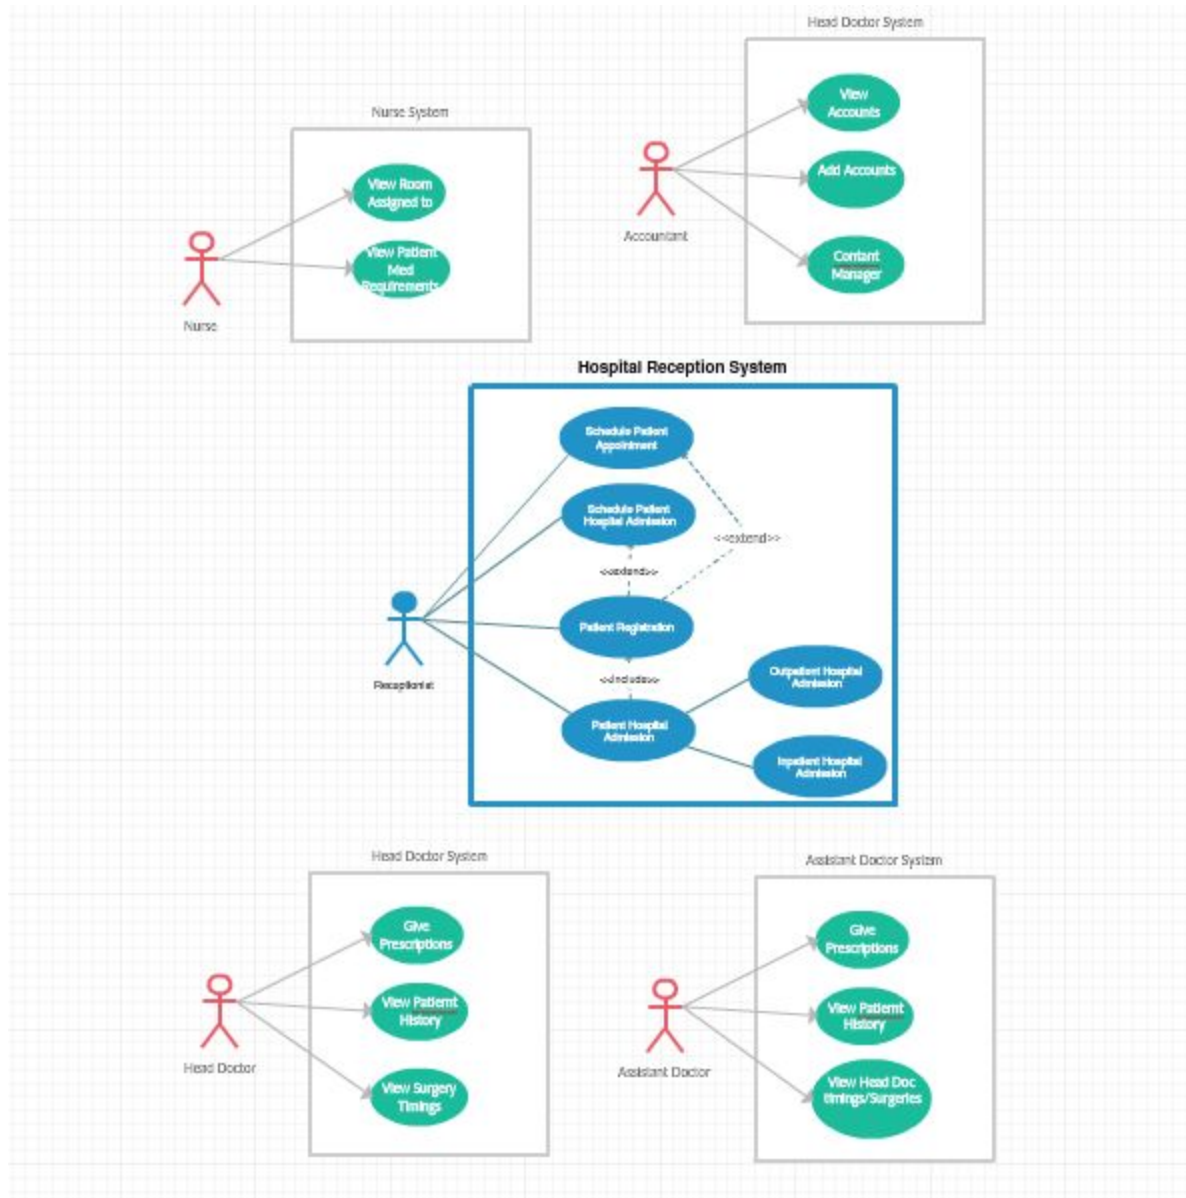 Head Doctor System
View
Accounts
Add Accounts
Contant
Manager
Accountant
Nurse System
View Room
Assigned to
View Patient
Med
Requirements
Nurse
Hospital Reception System
Schedule Patient
Appointment
Schedule Patient
Hospital Admission
<<extend>>
<<extend>>
Patient Registration
<<include>>
Patient Hospital
Admission
Outpatient Hospital
Admission
Inpatient Hospital
Admission
Receptionist
Head Doctor System
Give
Prescriptions
View Patiemt
History
View Surgery
Timings
Head Doctor
Assistant Doctor System
Give
Prescriptions
View Patiemt
History
View Head Doc
timings/Surgeries
Assistant Doctor